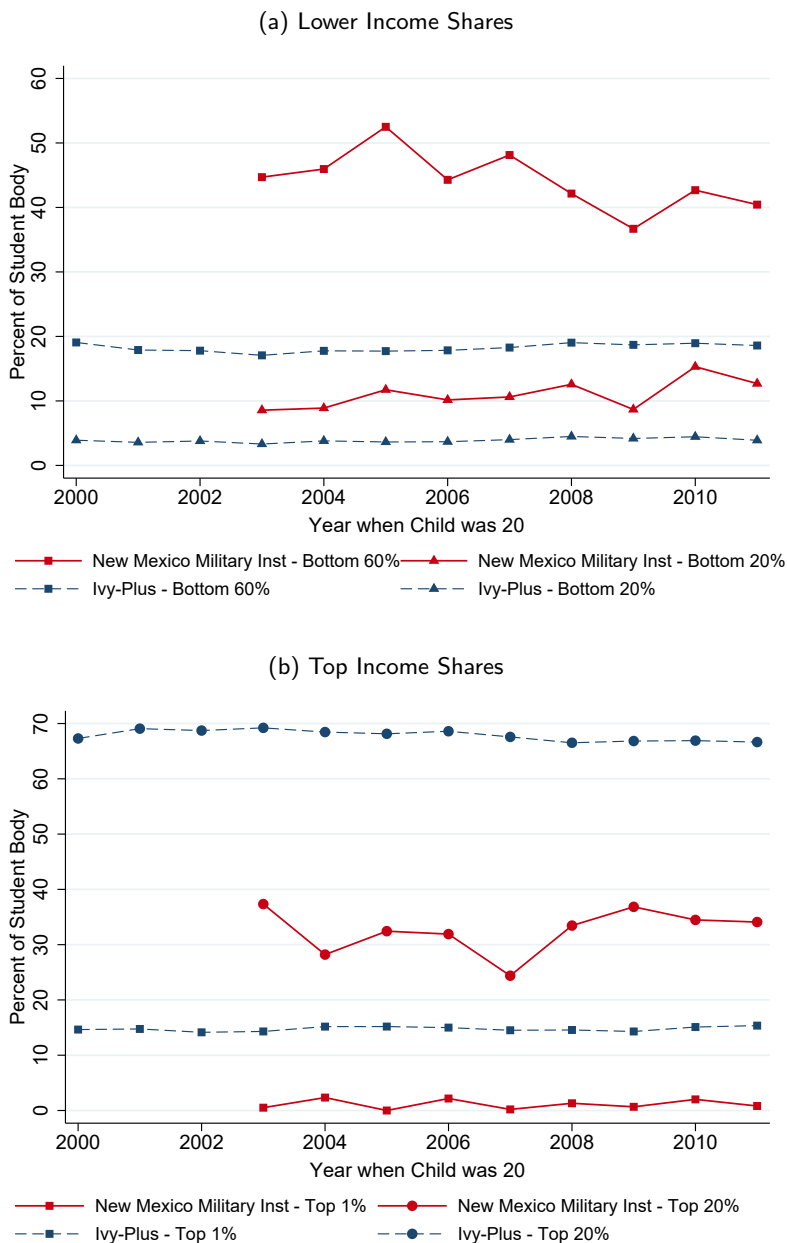 (a) Lower Income Shares
Percent of Student Body
60
50
40
30
20
10
0
2000 2002 2004 2006 2008 2010
Year when Child was 20
New Mexico Military Inst - Bottom 60% New Mexico Military Inst - Bottom 20%
Ivy-Plus - Bottom 60% Ivy-Plus - Bottom 20%
(b) Top Income Shares
Percent of Student Body
70
60
50
40
30
20
10
0
2000 2002 2004 2006 2008 2010
Year when Child was 20
New Mexico Military Inst - Top 1% New Mexico Military Inst - Top 20%
Ivy-Plus - Top 1% Ivy-Plus - Top 20%